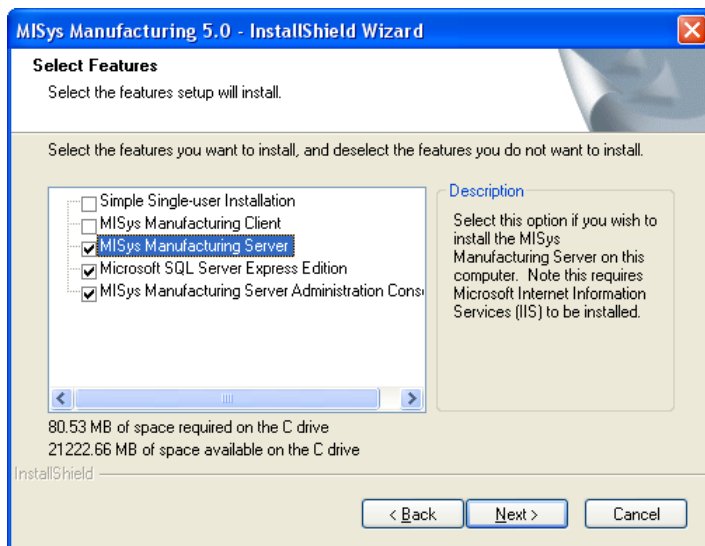 MISys Manufacturing 5.0 - InstallShield Wizard
Select Features
Select the features setup will install.
Select the features you want to install, and deselect the features you do not want to install.
Simple Single-user Installation
MISys Manufacturing Client
MISys Manufacturing Server
Microsoft SQL Server Express Edition
MISys Manufacturing Server Administration
Description
Select this option if you wish to
install the MISys
Manufacturing Server on this
computer. Note this requires
Microsoft Internet Information
Services (IIS) to be installed.
80.53 MB of space required on the C drive
21222.66 MB of space available on the C drive
InstallShield
< Back
Next >
Cancel